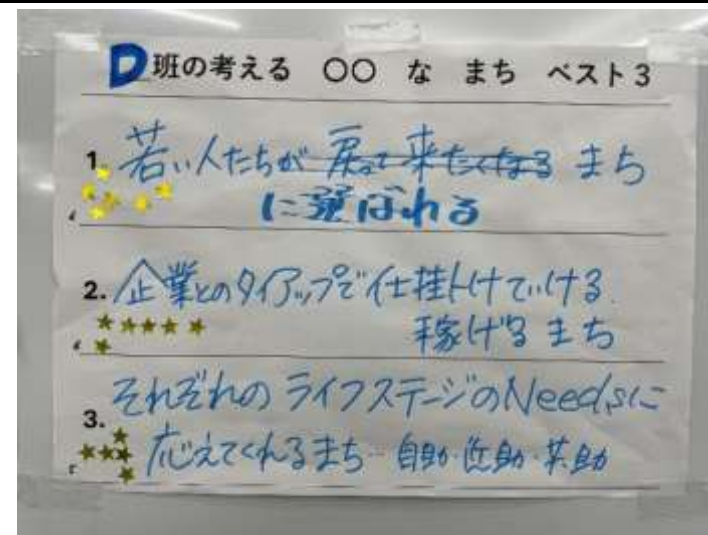 D班の考える 〇〇 な まち ベスト3
1. 若い人たちが 戻って来たくなる まち
に選ばれる
2. 企業とのタイアップで仕掛けていける
稼げる まち
3. それぞれの ライフステージのNeedsに
応えてくれるまち 自助・近助・共助